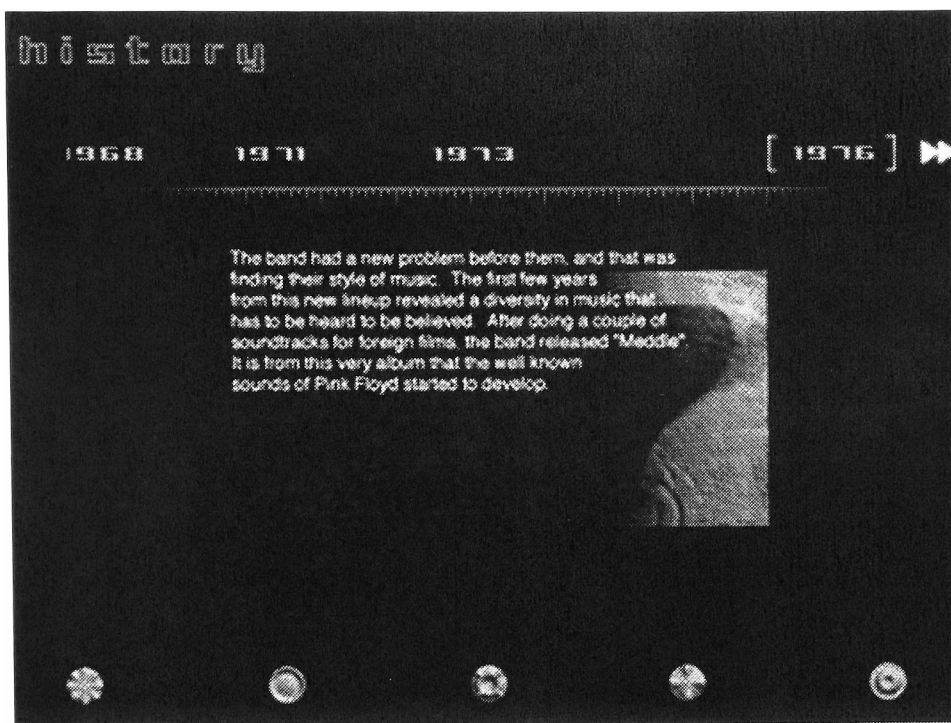 history
1968 1971 1973 [ 1976 ]
The band had a new problem before them, and that was
finding their style of music. The first few years
from this new lineup revealed a diversity in music that
has to be heard to be believed. After doing a couple of
soundtracks for foreign films, the band released "Meddle".
It is from this very album that the well known
sounds of Pink Floyd started to develop.